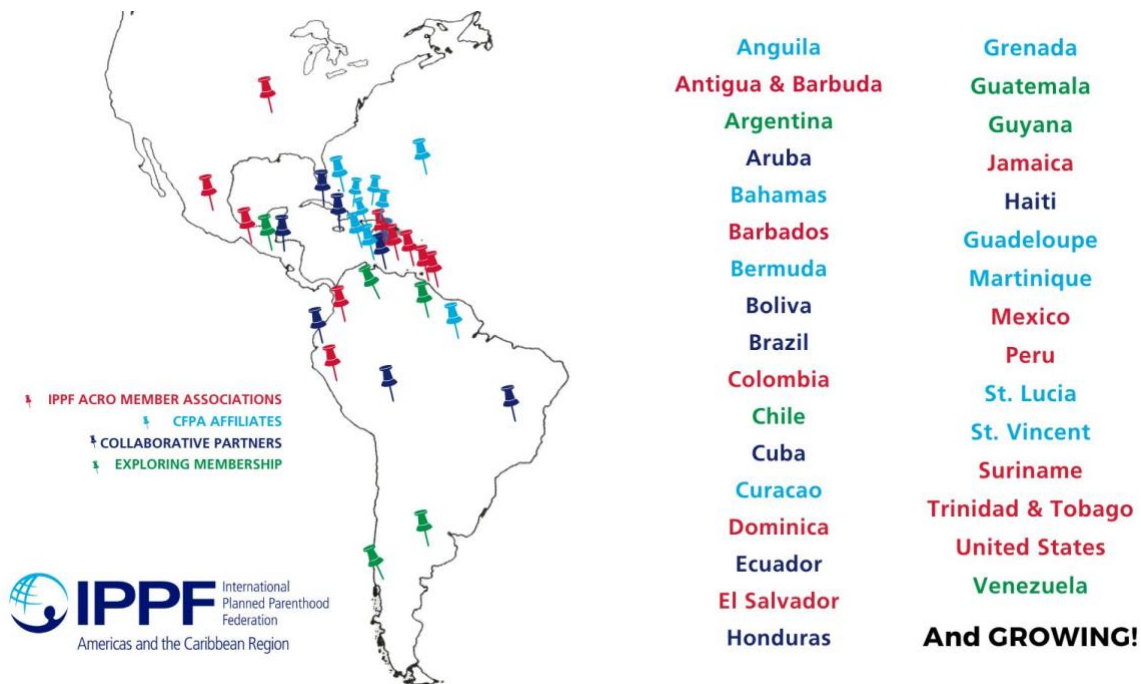 IPPF ACRO MEMBER ASSOCIATIONS
CFPA AFFILIATES
COLLABORATIVE PARTNERS
EXPLORING MEMBERSHIP
IPPF
International
Planned Parenthood
Federation
Americas and the Caribbean Region
Anguila
Antigua & Barbuda
Argentina
Aruba
Bahamas
Barbados
Bermuda
Boliva
Brazil
Colombia
Chile
Cuba
Curacao
Dominica
Ecuador
El Salvador
Honduras
Grenada
Guatemala
Guyana
Jamaica
Haiti
Guadeloupe
Martinique
Mexico
Peru
St. Lucia
St. Vincent
Suriname
Trinidad & Tobago
United States
Venezuela
And GROWING!